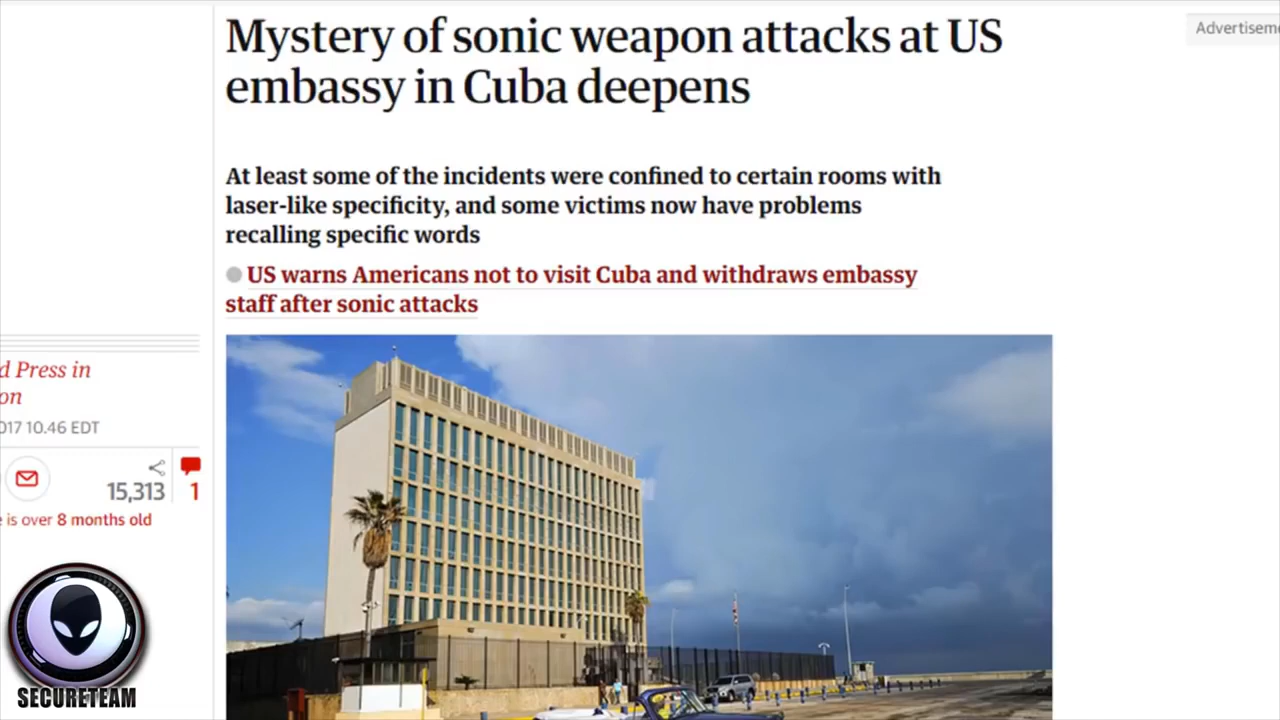 Mystery of sonic weapon attacks at US
embassy in Cuba deepens
Advertisem
At least some of the incidents were confined to certain rooms with
laser-like specificity, and some victims now have problems
recalling specific words
US warns Americans not to visit Cuba and withdraws embassy
staff after sonic attacks
d Press in
on
017 10.46 EDT
15,313
1
e is over 8 months old
SECURETEAM